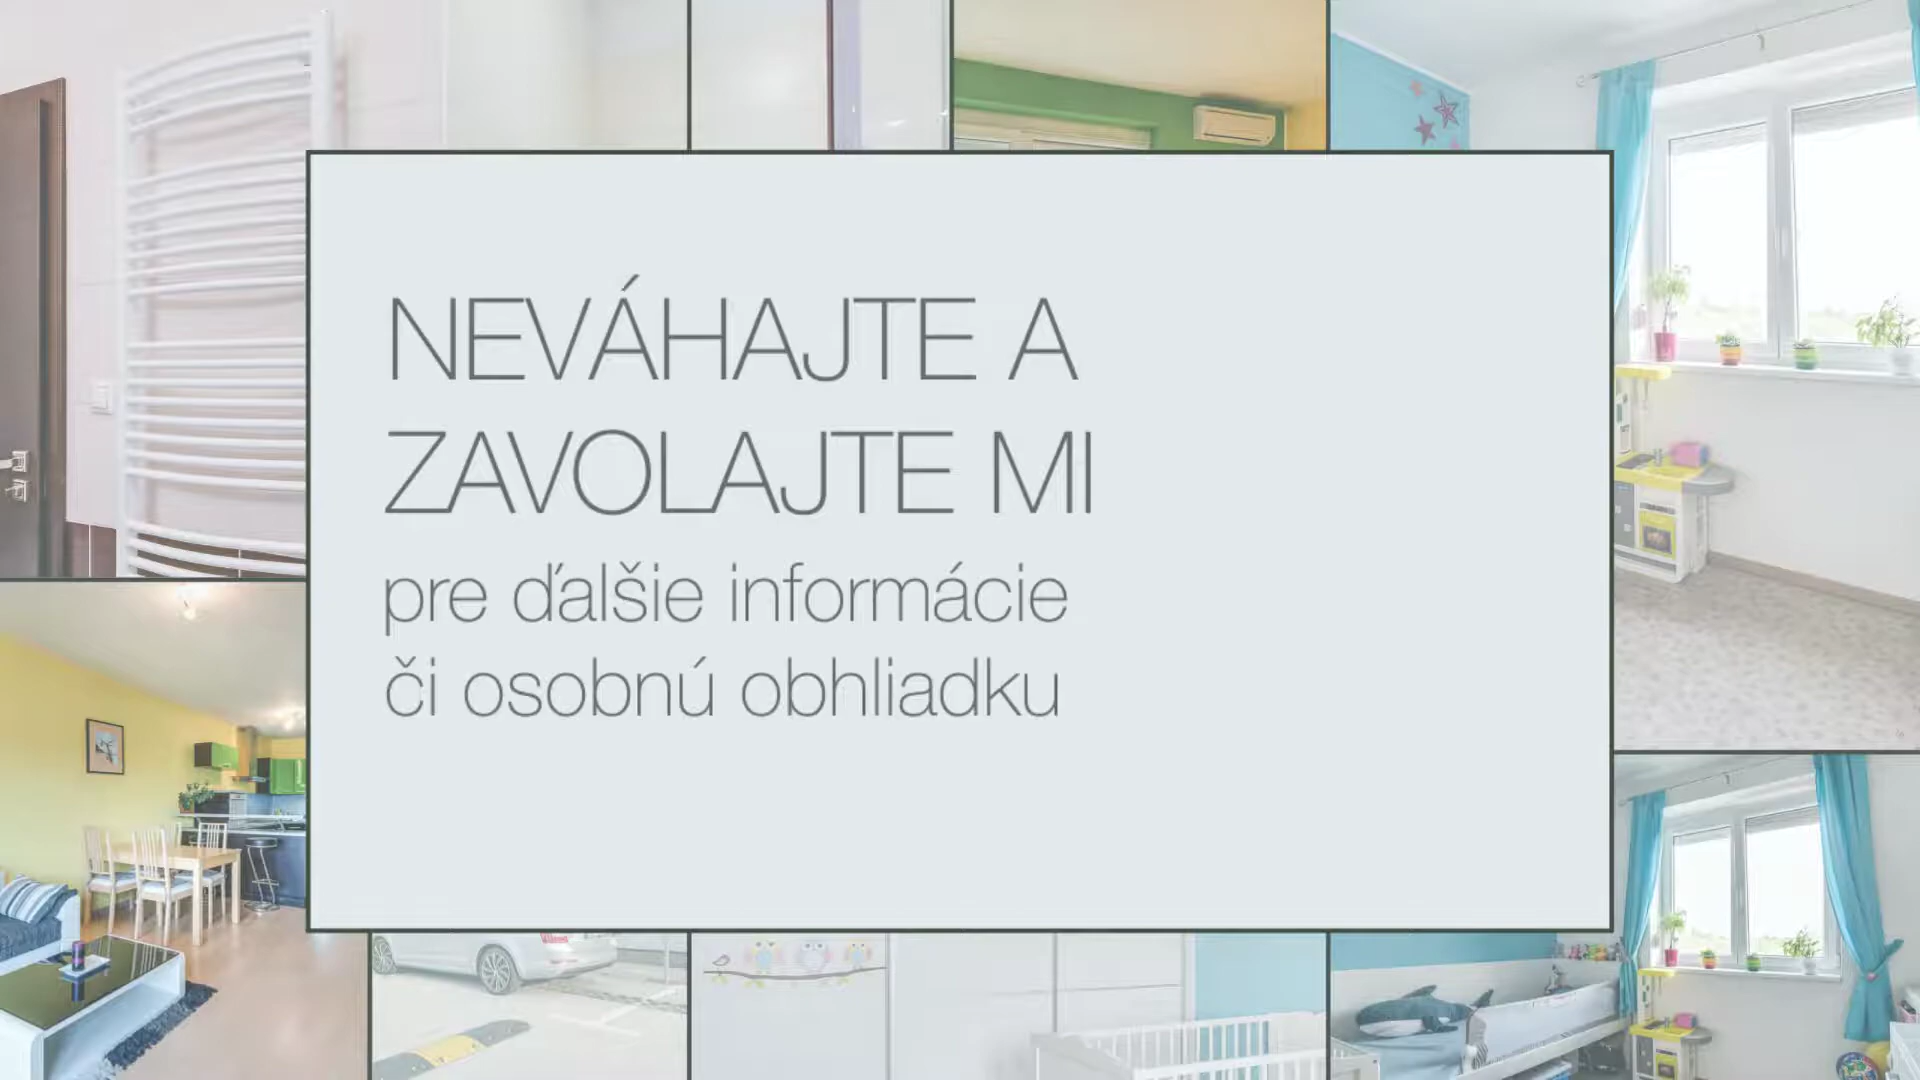 NEVÁHAJTE A
ZAVOLAJTE MI
pre ďalšie informácie
či osobnú obhliadku